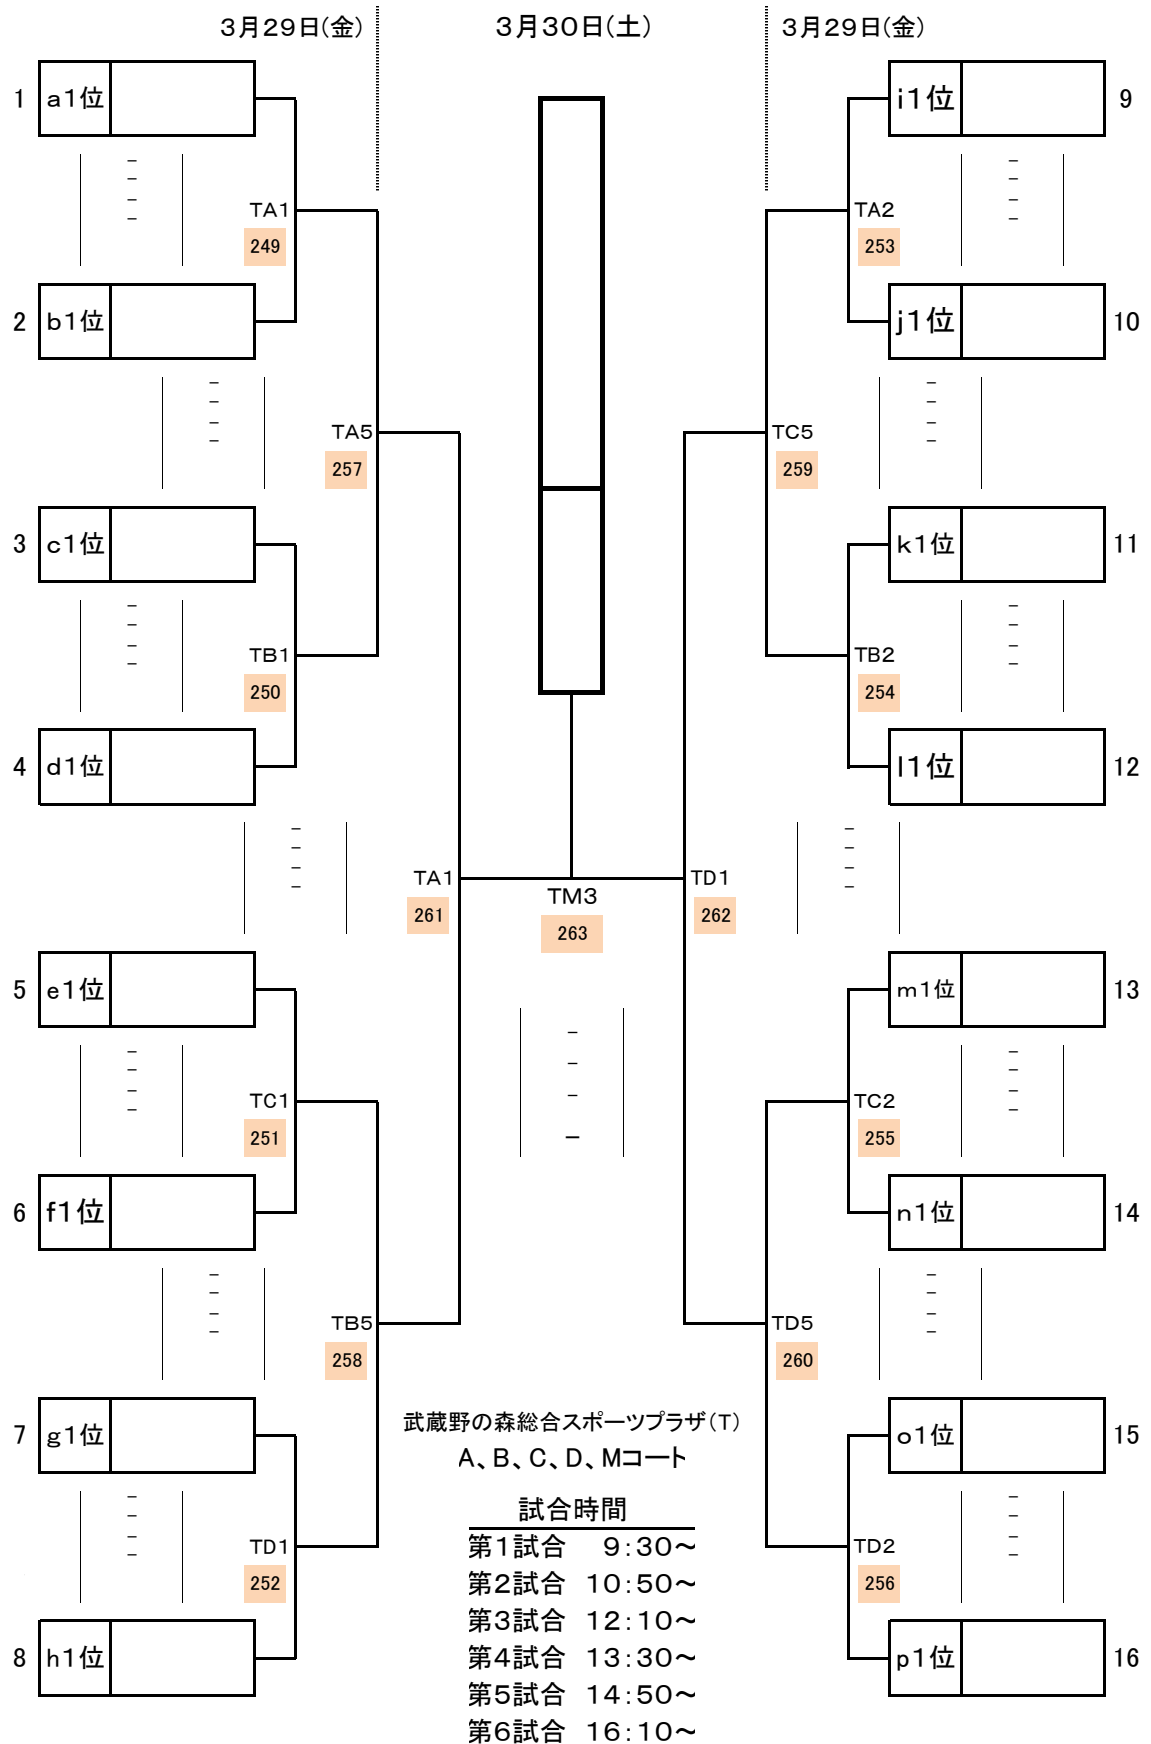 ３月２９日(金)
３月３０日(土)
３月２９日(金)
1
a１位
i１位
9
TA１
249
TA２
253
2
b１位
j１位
10
TA５
257
TC５
259
3
c１位
k１位
11
TB１
250
TB２
254
4
d１位
l１位
12
TA１
261
TM３
263
TD１
262
5
e１位
m１位
13
TC１
251
TC２
255
6
f１位
n１位
14
TB５
258
TD５
260
武蔵野の森総合スポーツプラザ（Ｔ）
A、B、C、D、Mコート
7
g１位
o１位
15
試合時間
第１試合　９：３０～
TD１
252
TD２
256
第２試合　１０：５０～
第３試合　１２：１０～
第４試合　１３：３０～
8
h１位
p１位
16
第５試合　１４：５０～
第６試合　１６：１０～